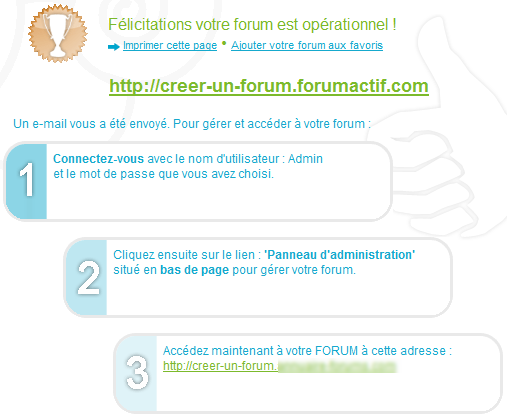 Félicitations votre forum est opérationnel !
Imprimer cette page • Ajouter votre forum aux favoris
http://creer-un-forum.forumactif.com
Un e-mail vous a été envoyé. Pour gérer et accéder à votre forum :
1
Connectez-vous avec le nom d'utilisateur : Admin
et le mot de passe que vous avez choisi.
2
Cliquez ensuite sur le lien : 'Panneau d'administration'
situé en bas de page pour gérer votre forum.
3
Accédez maintenant à votre FORUM à cette adresse :
http://creer-un-forum.